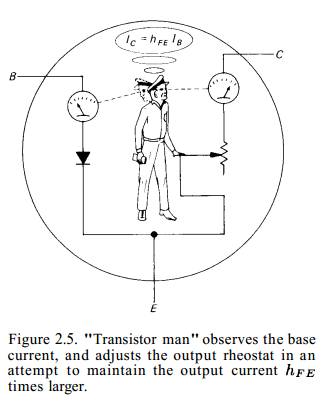 I_C = h_FE I_B
C
B
E
Figure 2.5. "Transistor man" observes the base
current, and adjusts the output rheostat in an
attempt to maintain the output current h_FE
times larger.